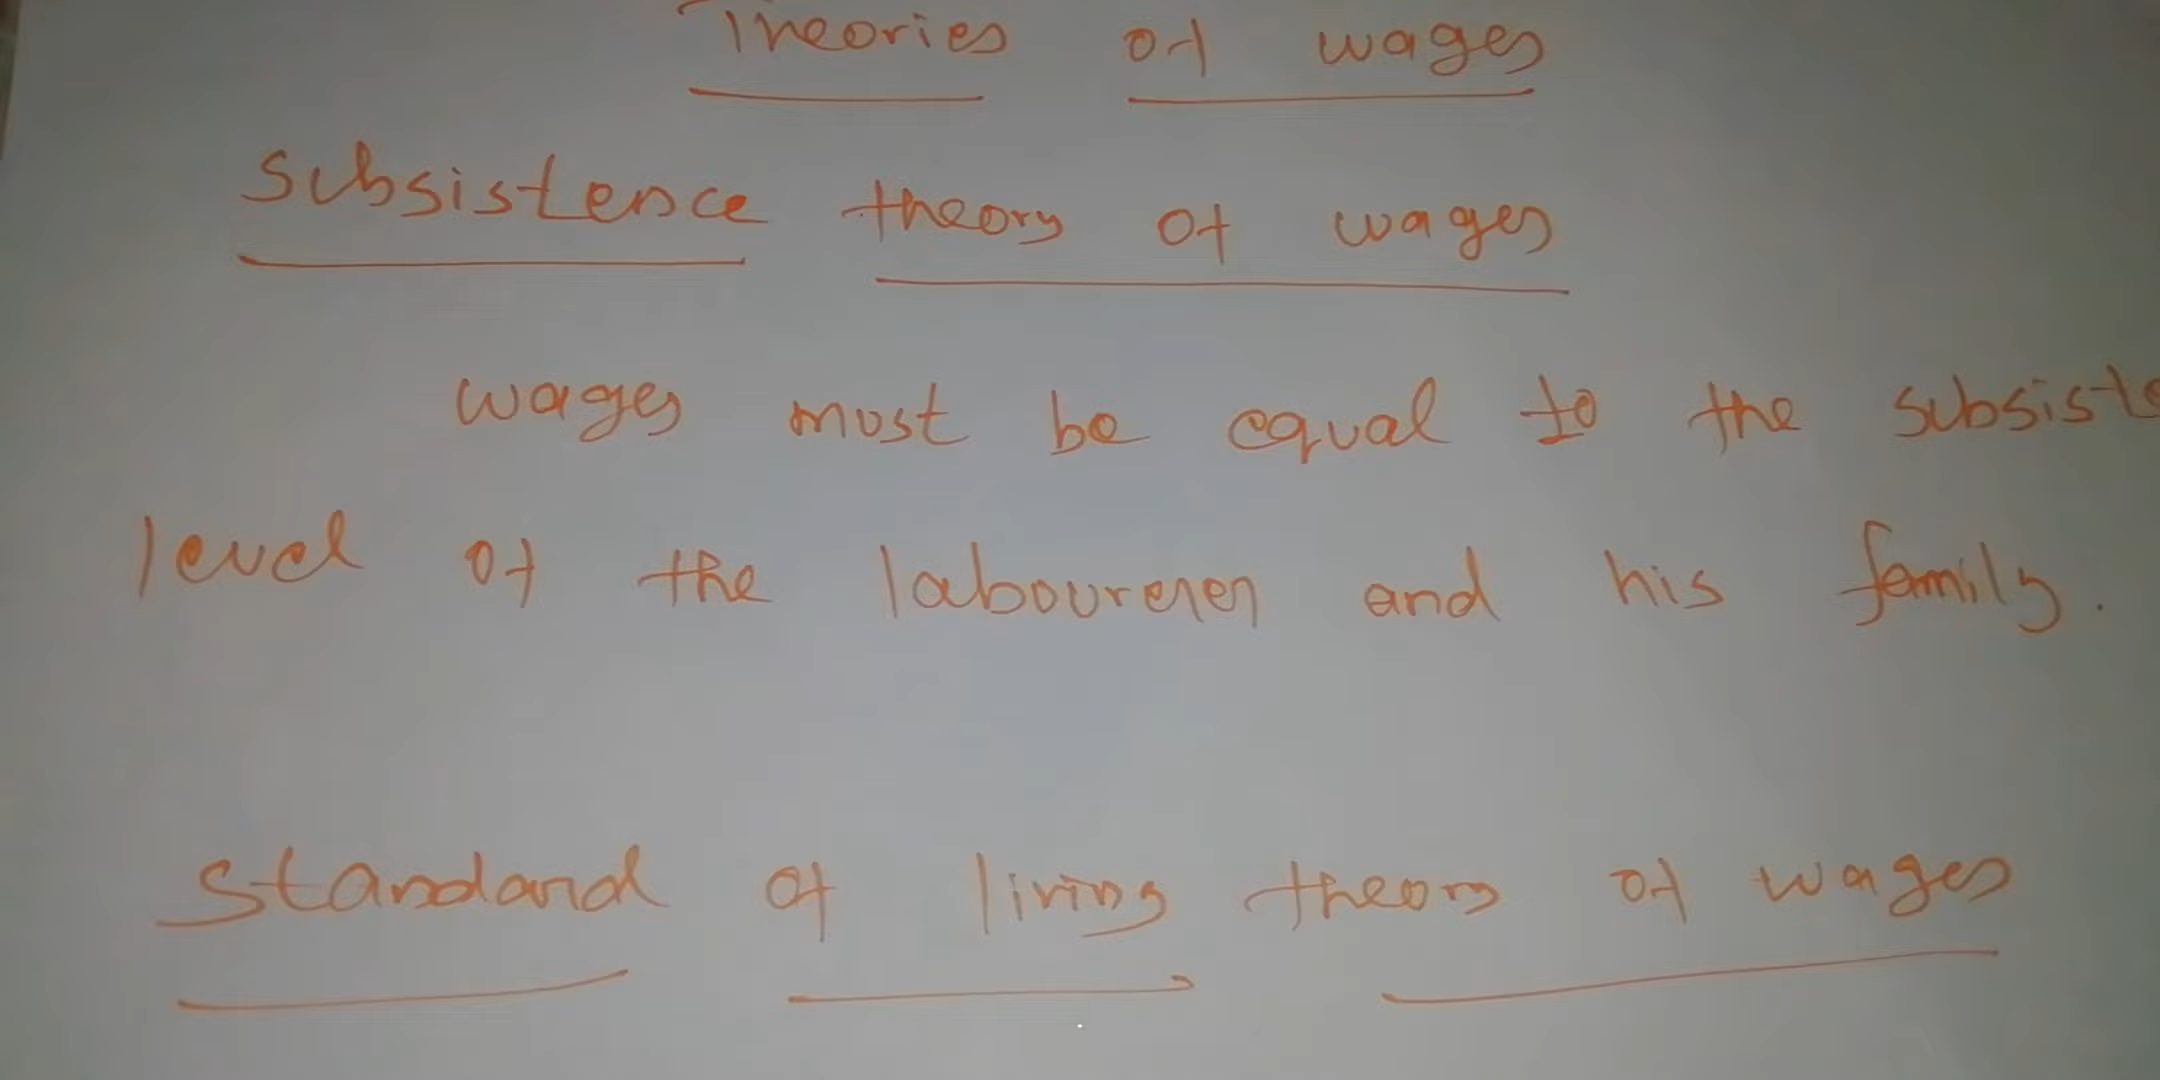 Theories of wages
Subsistence theory of wages
wages must be equal to the subsiste
level of the labourerer and his family.
Standard of living theory of wages